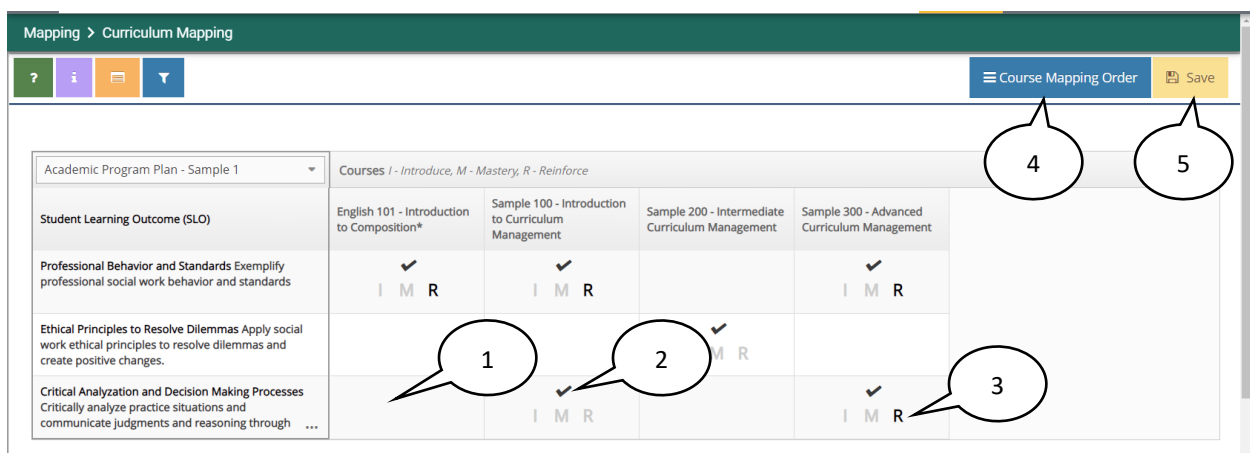 Mapping > Curriculum Mapping
? i Course Mapping Order Save
4 5
Academic Program Plan - Sample 1
Courses I - Introduce, M - Mastery, R - Reinforce
Student Learning Outcome (SLO)
English 101 - Introduction
to Composition*
Sample 100 - Introduction
to Curriculum
Management
Sample 200 - Intermediate
Curriculum Management
Sample 300 - Advanced
Curriculum Management
Professional Behavior and Standards Exemplify
professional social work behavior and standards
I M R
I M R
I M R
Ethical Principles to Resolve Dilemmas Apply social
work ethical principles to resolve dilemmas and
create positive changes.
1
2
M R
Critical Analyzation and Decision Making Processes
Critically analyze practice situations and
communicate judgments and reasoning through ...
I M R
I M R
3